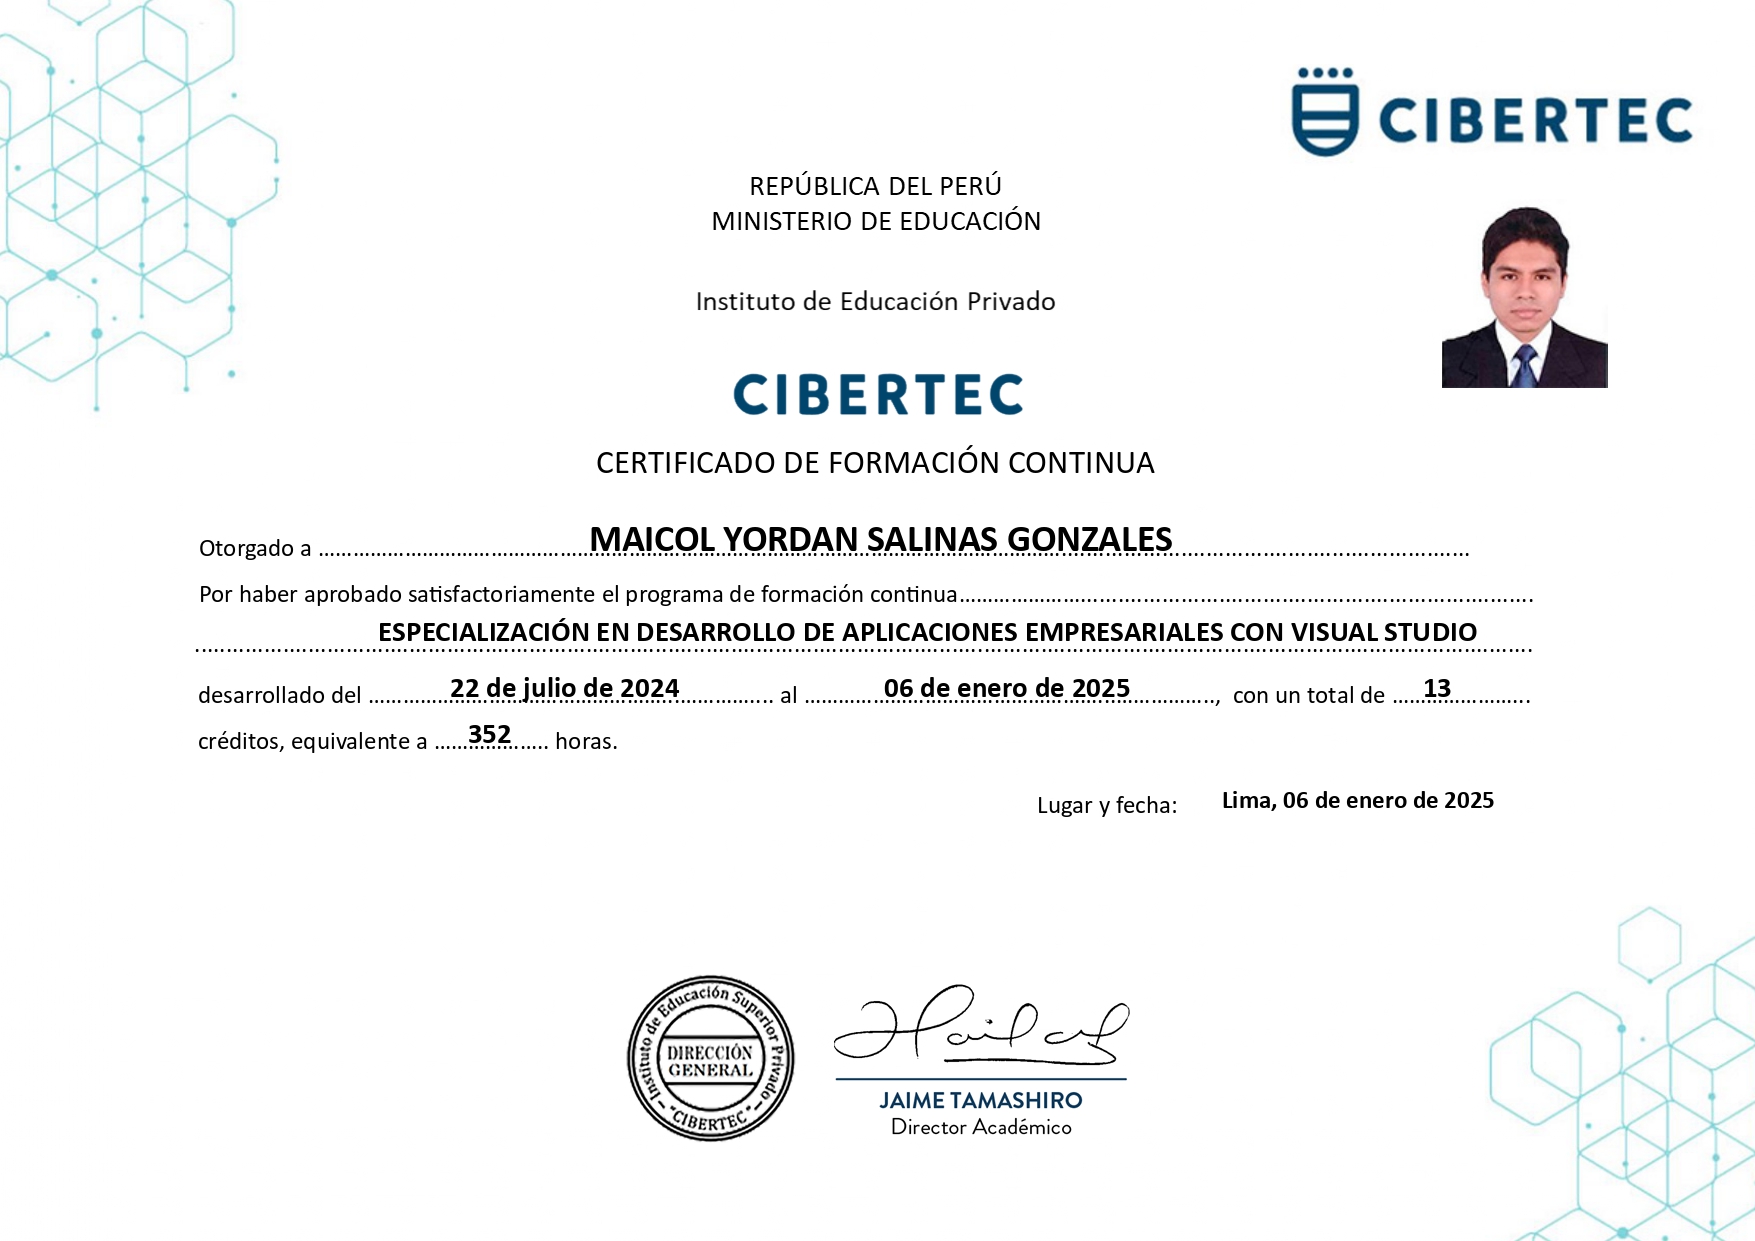 CIBERTEC
REPÚBLICA DEL PERÚ
MINISTERIO DE EDUCACIÓN
Instituto de Educación Privado
CIBERTEC
CERTIFICADO DE FORMACIÓN CONTINUA
Otorgado a ........ MAICOL YORDAN SALINAS GONZALES ........
Por haber aprobado satisfactoriamente el programa de formación continua........
........ ESPECIALIZACIÓN EN DESARROLLO DE APLICACIONES EMPRESARIALES CON VISUAL STUDIO ........
desarrollado del ........ 22 de julio de 2024 ........ al ........ 06 de enero de 2025 ........, con un total de ........ 13 ........
créditos, equivalente a ........ 352 ........ horas.
Lugar y fecha: Lima, 06 de enero de 2025
Instituto de Educación Superior Privado
DIRECCIÓN
GENERAL
"CIBERTEC"
JAIME TAMASHIRO
Director Académico